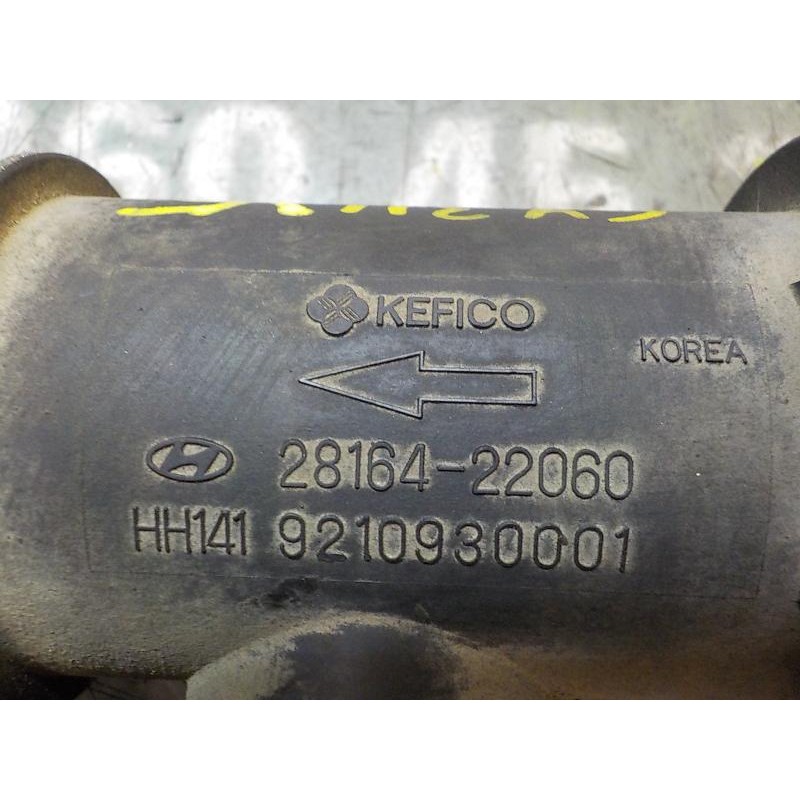 KEFICO
KOREA
28164-22060
HH141 9210930001